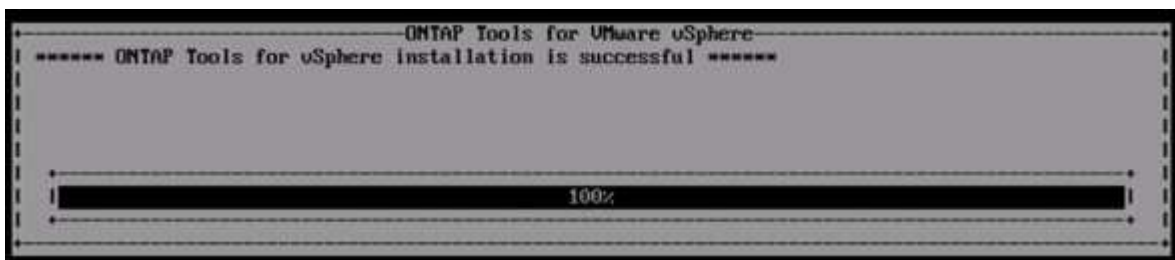 ONTAP Tools for VMware vSphere
====== ONTAP Tools for vSphere installation is successful ======
100%